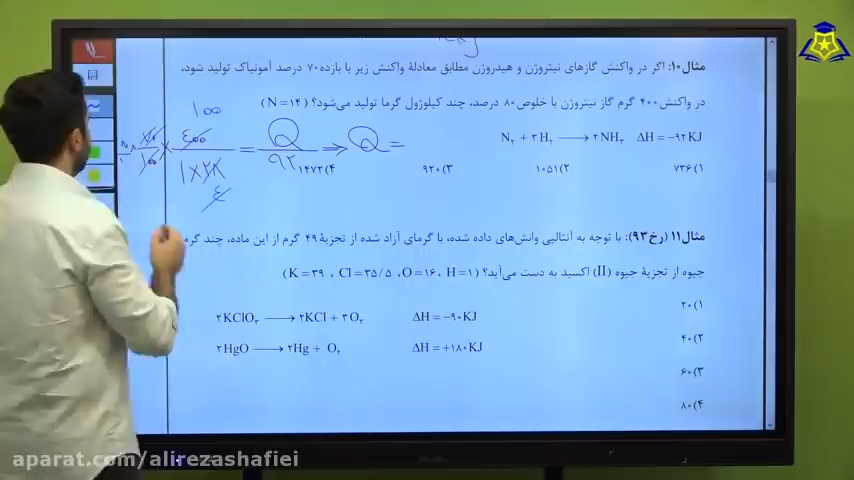 مثال۱۰: اگر در واکنش گازهای نیتروژن و هیدروژن مطابق معادلهٔ واکنش زیر با بازده ۷۰ درصد آمونیاک تولید شود،
در واکنش ۴۰۰ گرم گاز نیتروژن با خلوص ۸۰ درصد، چند کیلوژول گرما تولید می‌شود؟ (N = ۱۴)
N₂ + ۳H₂ ⟶ ۲NH₃ ΔH = −۹۲KJ
۱۰۰
۴۰۰ / ۱×۲۸ = Q / ۹۲ ⇒ Q =
۴
۱) ۷۳۶
۲) ۱۰۵۱
۳) ۹۲۰
۴) ۱۴۷۲
مثال۱۱ (رخ۹۳): با توجه به آنتالپی وانش‌های داده شده، با گرمای آزاد شده از تجزیهٔ ۴۹ گرم از این ماده، چند گرم
جیوه از تجزیهٔ جیوه (II) اکسید به دست می‌آید؟ (K = ۳۹ ، Cl = ۳۵/۵ ،O = ۱۶، H = ۱)
۲KClO₃ ⟶ ۲KCl + ۳O₂ ΔH = −۹۰KJ
۲HgO ⟶ ۲Hg + O₂ ΔH = +۱۸۰KJ
۱) ۲۰
۲) ۴۰
۳) ۶۰
۴) ۸۰
aparat.com/alirezashafiei